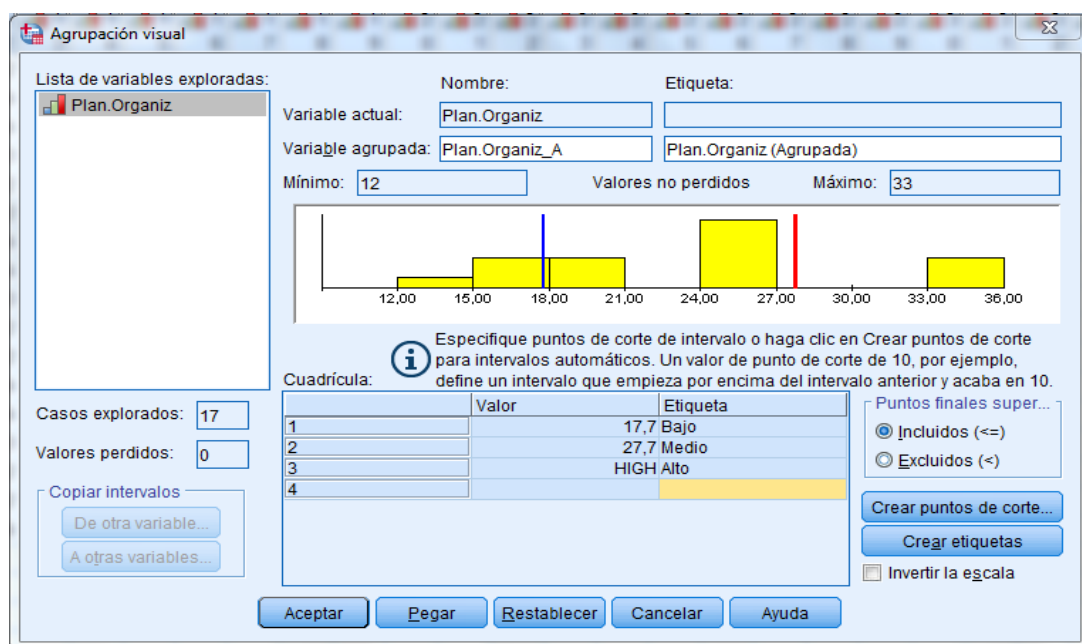 Agrupación visual
Lista de variables exploradas:
Plan.Organiz
Nombre: Etiqueta:
Variable actual: Plan.Organiz
Variable agrupada: Plan.Organiz_A Plan.Organiz (Agrupada)
Mínimo: 12 Valores no perdidos Máximo: 33
12,00 15,00 18,00 21,00 24,00 27,00 30,00 33,00 36,00
Especifique puntos de corte de intervalo o haga clic en Crear puntos de corte
para intervalos automáticos. Un valor de punto de corte de 10, por ejemplo,
define un intervalo que empieza por encima del intervalo anterior y acaba en 10.
Cuadrícula:
Valor Etiqueta
1 17,7 Bajo
2 27,7 Medio
3 HIGH Alto
4
Casos explorados: 17
Valores perdidos: 0
Copiar intervalos
De otra variable...
A otras variables...
Puntos finales super...
Incluidos (<=)
Excluidos (<)
Crear puntos de corte...
Crear etiquetas
Invertir la escala
Aceptar Pegar Restablecer Cancelar Ayuda